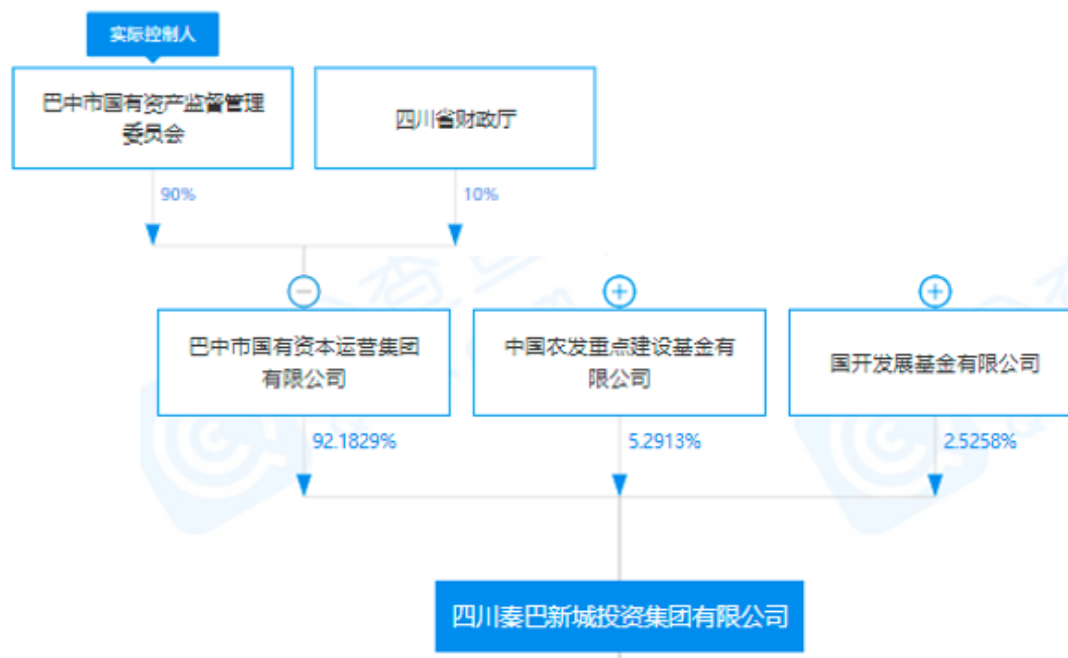 实际控制人
巴中市国有资产监督管理
委员会
四川省财政厅
90%
10%
巴中市国有资本运营集团
有限公司
中国农发重点建设基金有
限公司
国开发展基金有限公司
92.1829%
5.2913%
2.5258%
四川秦巴新城投资集团有限公司